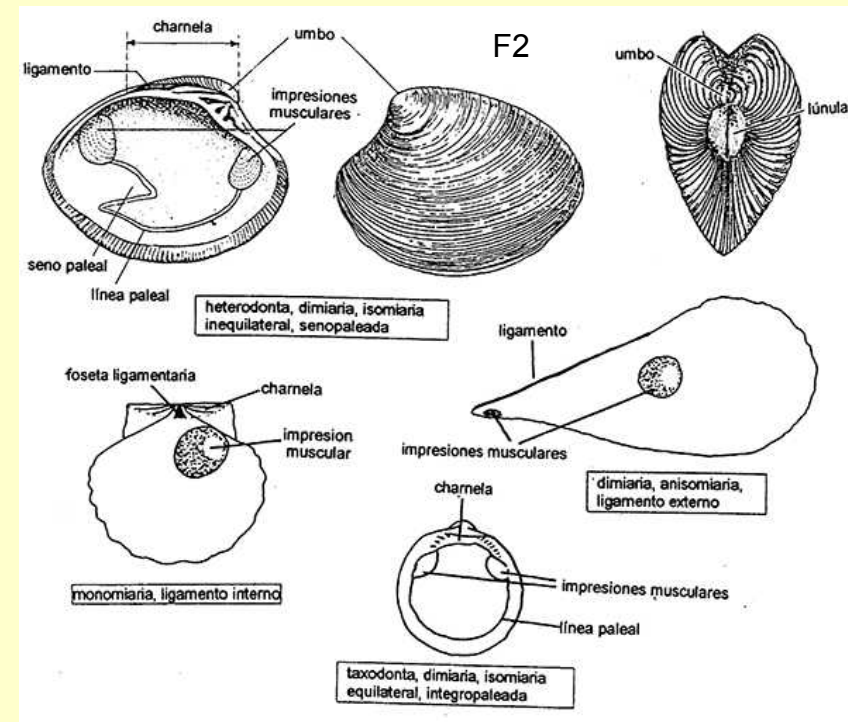 charnela
umbo
F2
ligamento
impresiones
musculares
umbo
lúnula
seno paleal
línea paleal
heterodonta, dimiaria, isomiaria
inequilateral, senopaleada
foseta ligamentaria
charnela
impresion
muscular
monomiaria, ligamento interno
ligamento
impresiones musculares
dimiaria, anisomiaria,
ligamento externo
charnela
impresiones musculares
línea paleal
taxodonta, dimiaria, isomiaria
equilateral, integropaleada